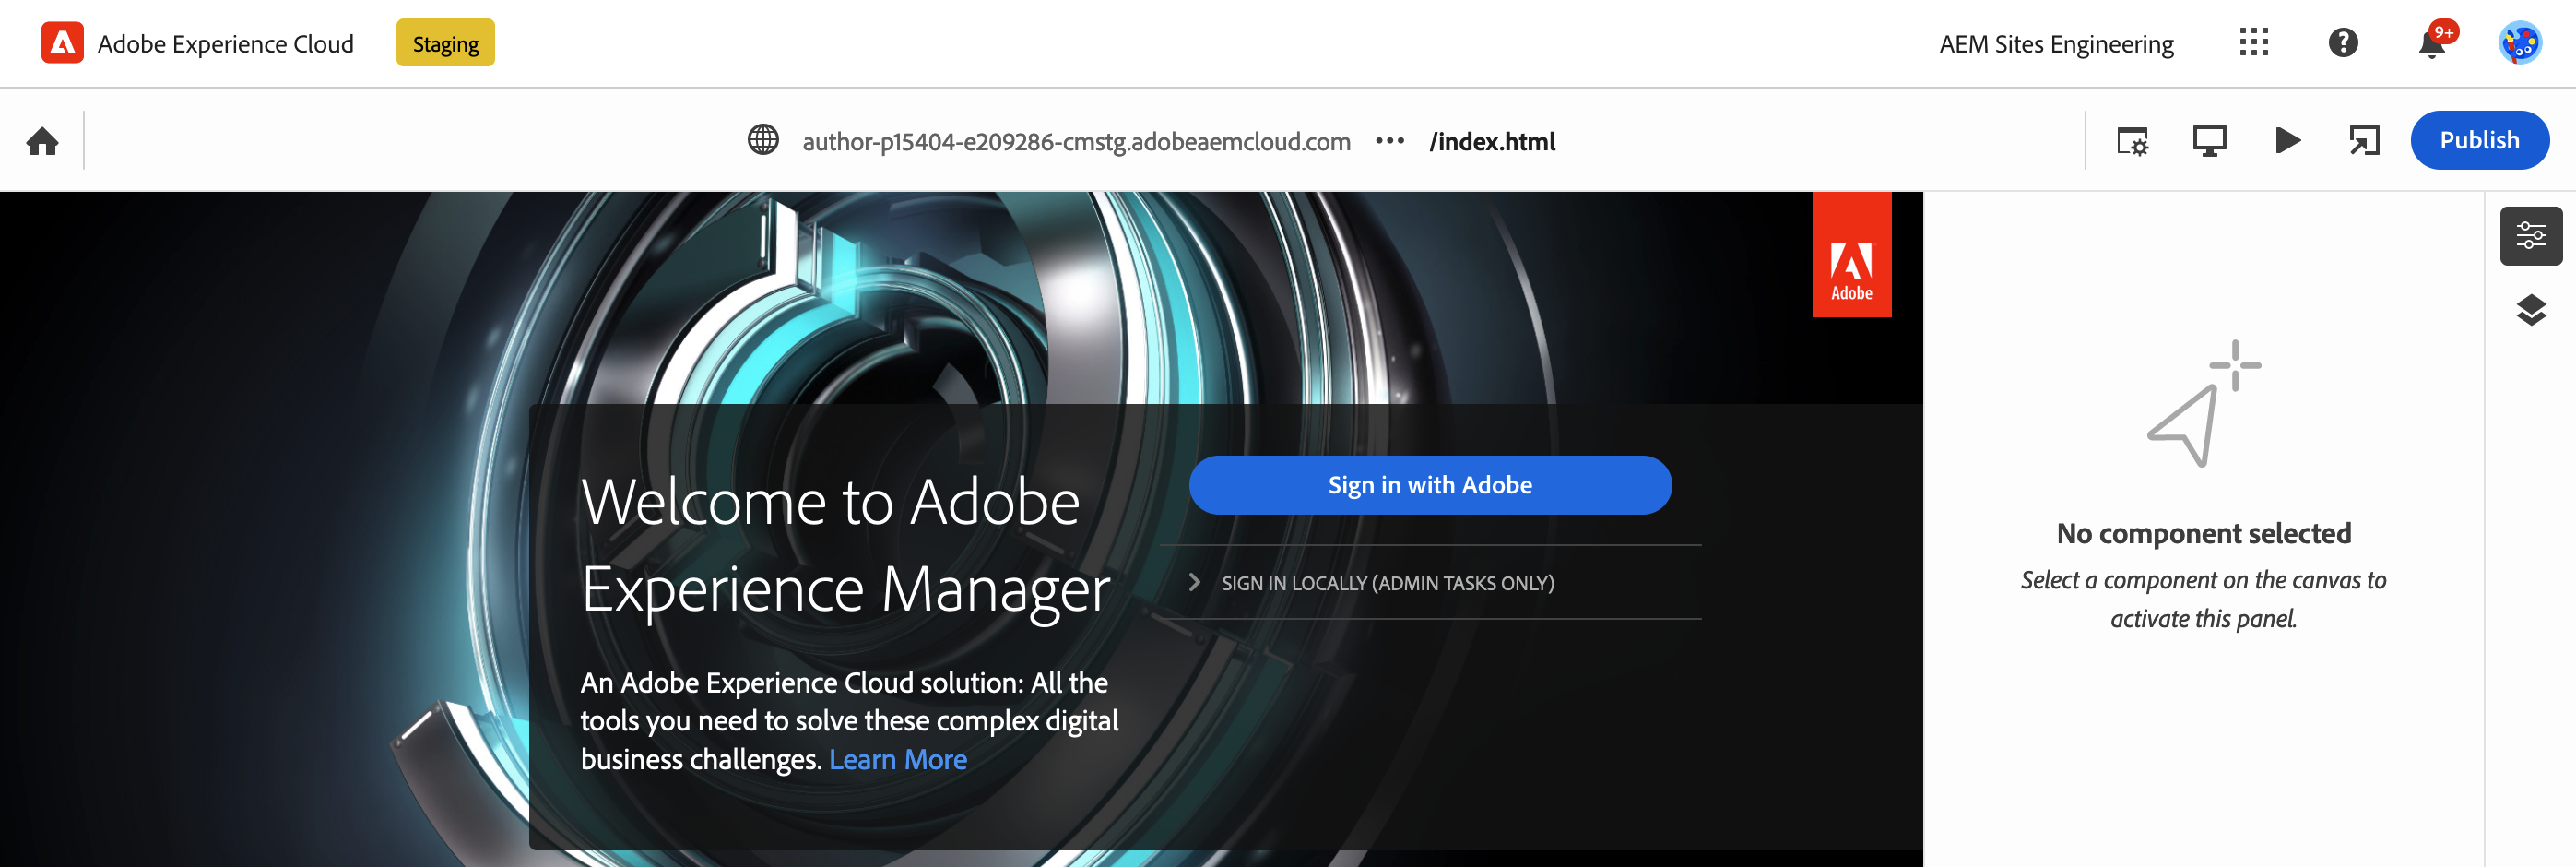 Adobe Experience Cloud
Staging
AEM Sites Engineering
9+
author-p15404-e209286-cmstg.adobeaemcloud.com ••• /index.html
Publish
Adobe
Welcome to Adobe
Experience Manager
An Adobe Experience Cloud solution: All the
tools you need to solve these complex digital
business challenges. Learn More
Sign in with Adobe
SIGN IN LOCALLY (ADMIN TASKS ONLY)
No component selected
Select a component on the canvas to
activate this panel.